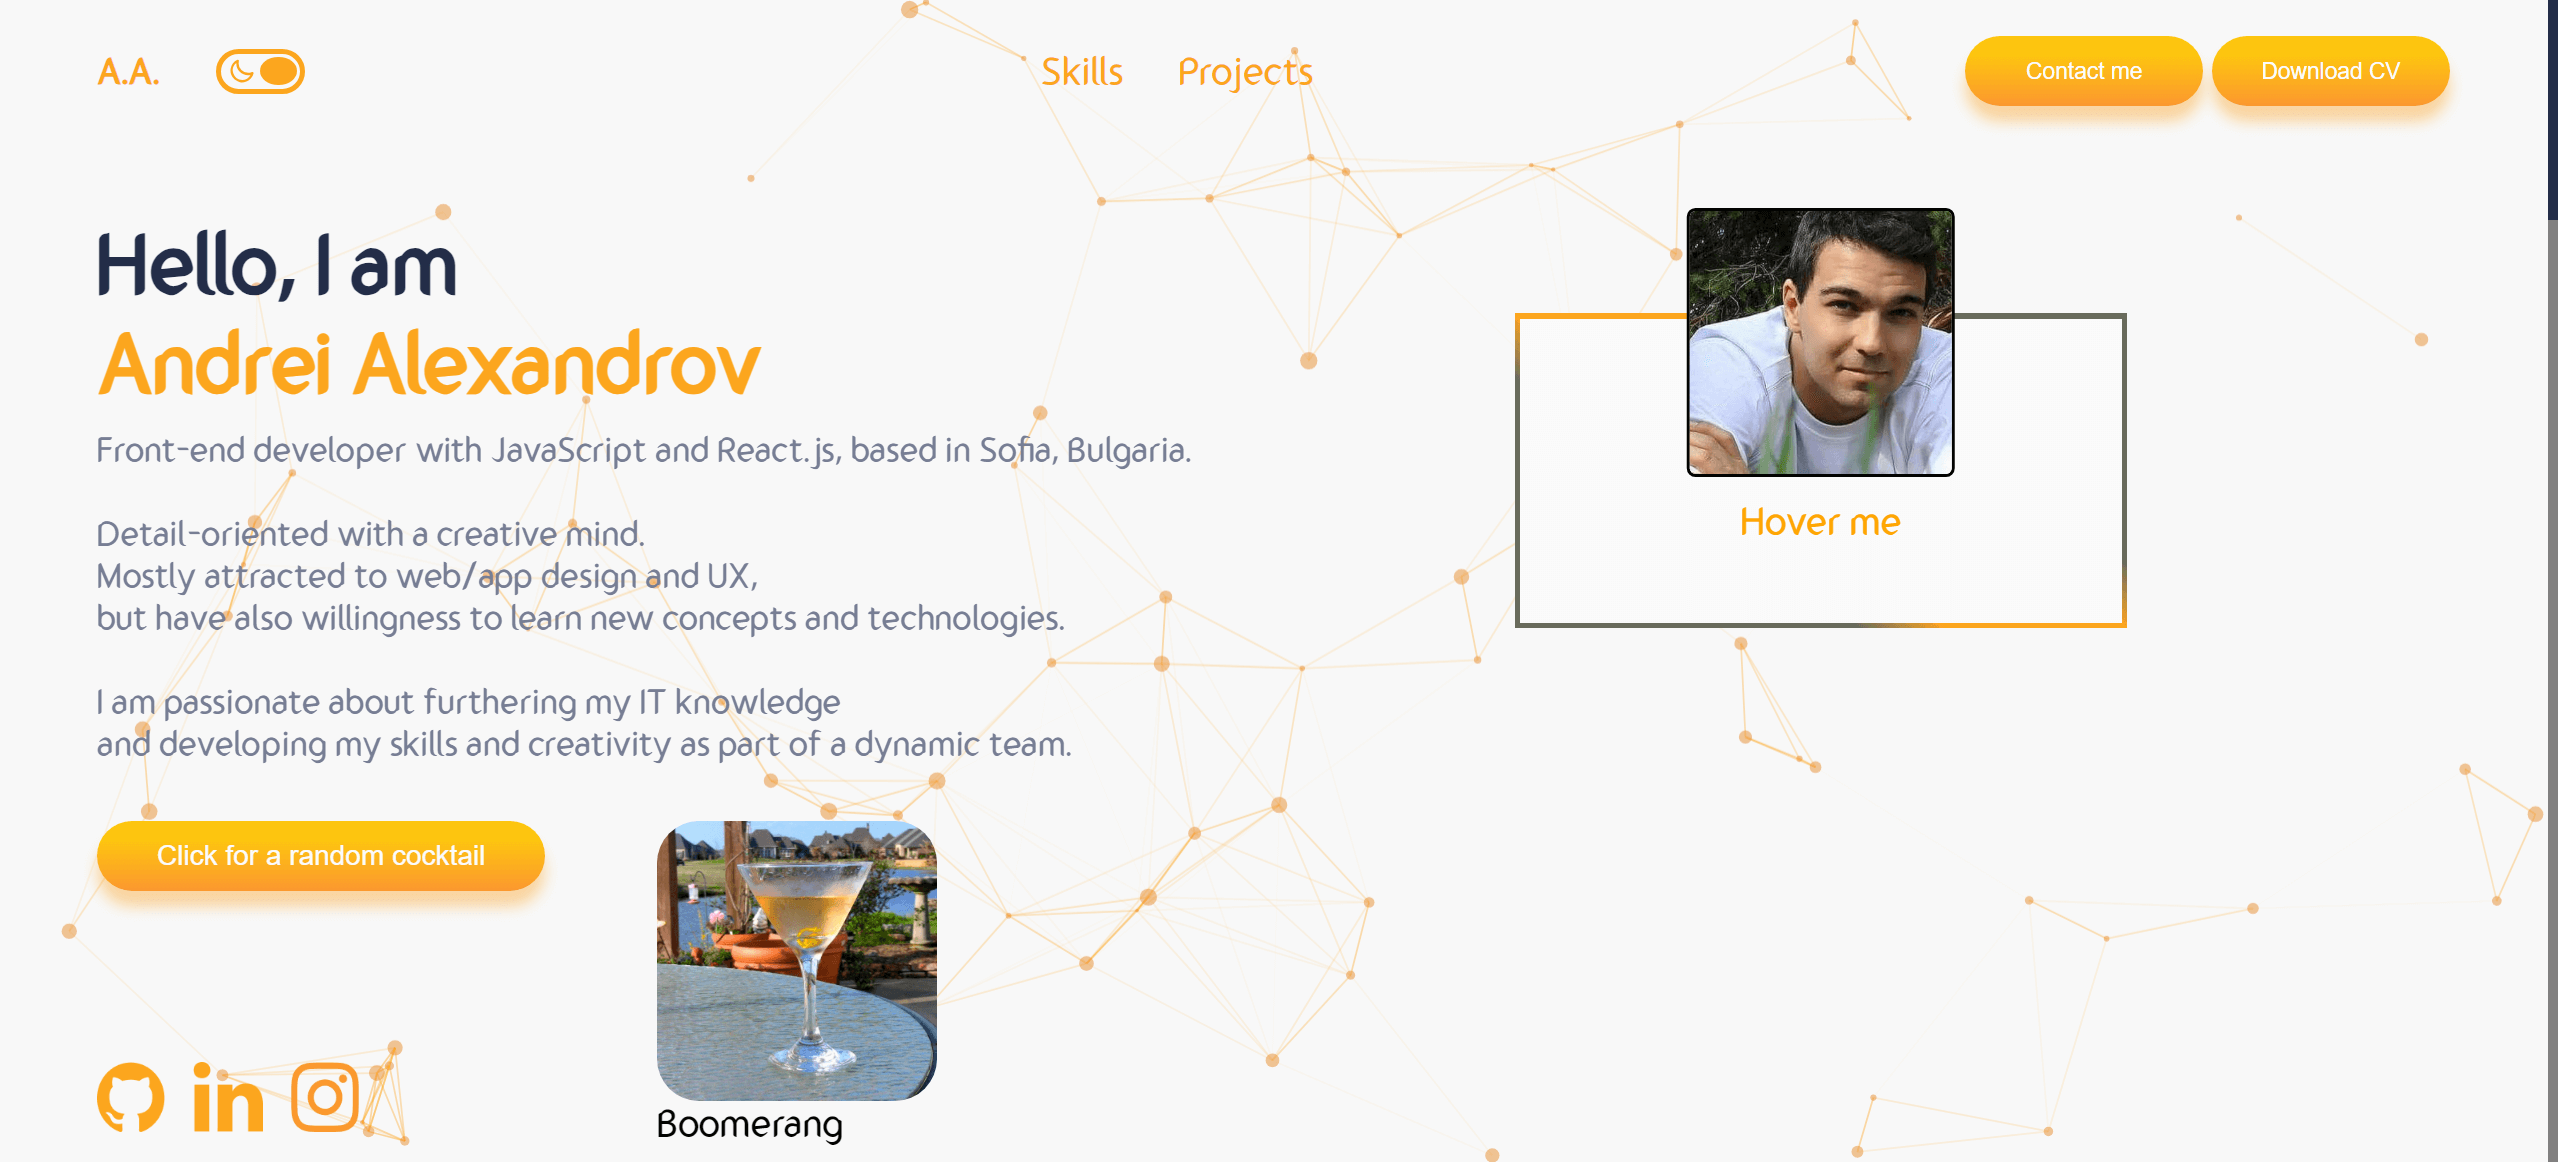 A.A.
Skills
Projects
Contact me
Download CV
Hello, I am
Andrei Alexandrov
Front-end developer with JavaScript and React.js, based in Sofia, Bulgaria.
Detail-oriented with a creative mind.
Mostly attracted to web/app design and UX,
but have also willingness to learn new concepts and technologies.
I am passionate about furthering my IT knowledge
and developing my skills and creativity as part of a dynamic team.
Hover me
Click for a random cocktail
Boomerang
in